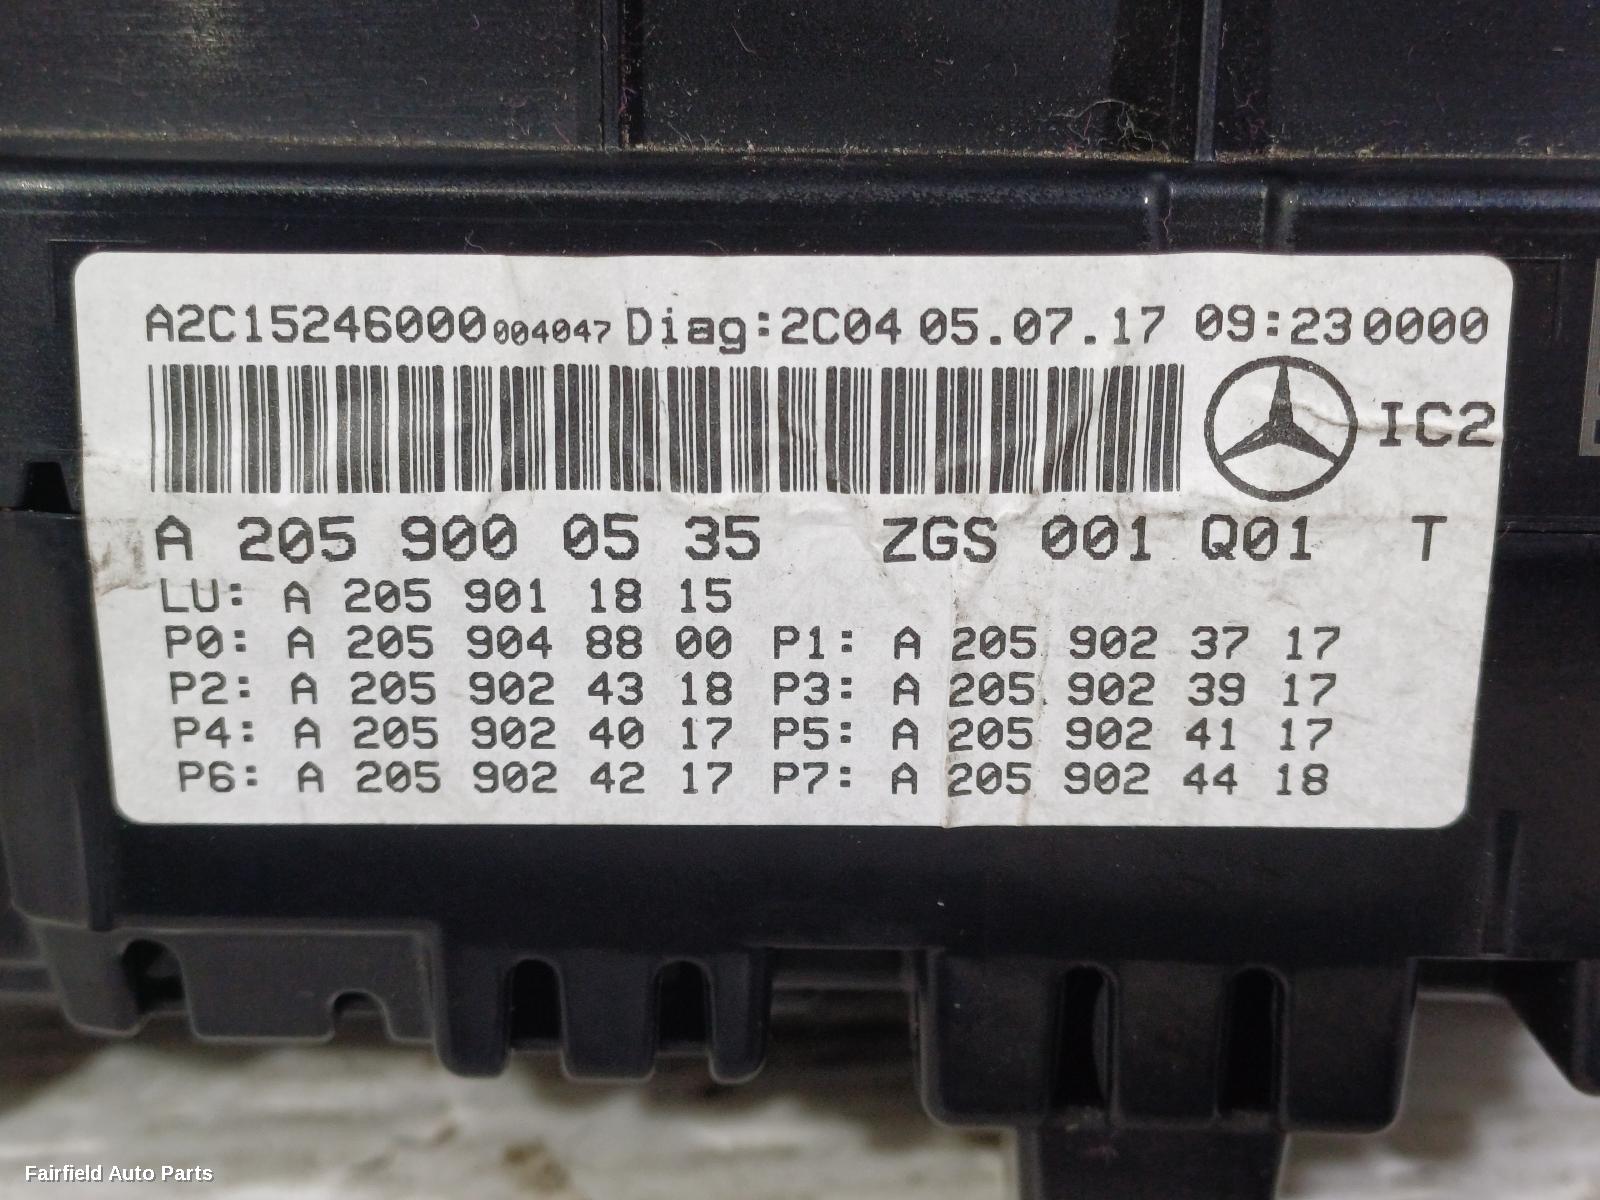 A2C15246000004047 Diag:2C04 05.07.17 09:230000
IC2
A 205 900 05 35 ZGS 001 Q01 T
LU: A 205 901 18 15
P0: A 205 904 88 00 P1: A 205 902 37 17
P2: A 205 902 43 18 P3: A 205 902 39 17
P4: A 205 902 40 17 P5: A 205 902 41 17
P6: A 205 902 42 17 P7: A 205 902 44 18
Fairfield Auto Parts